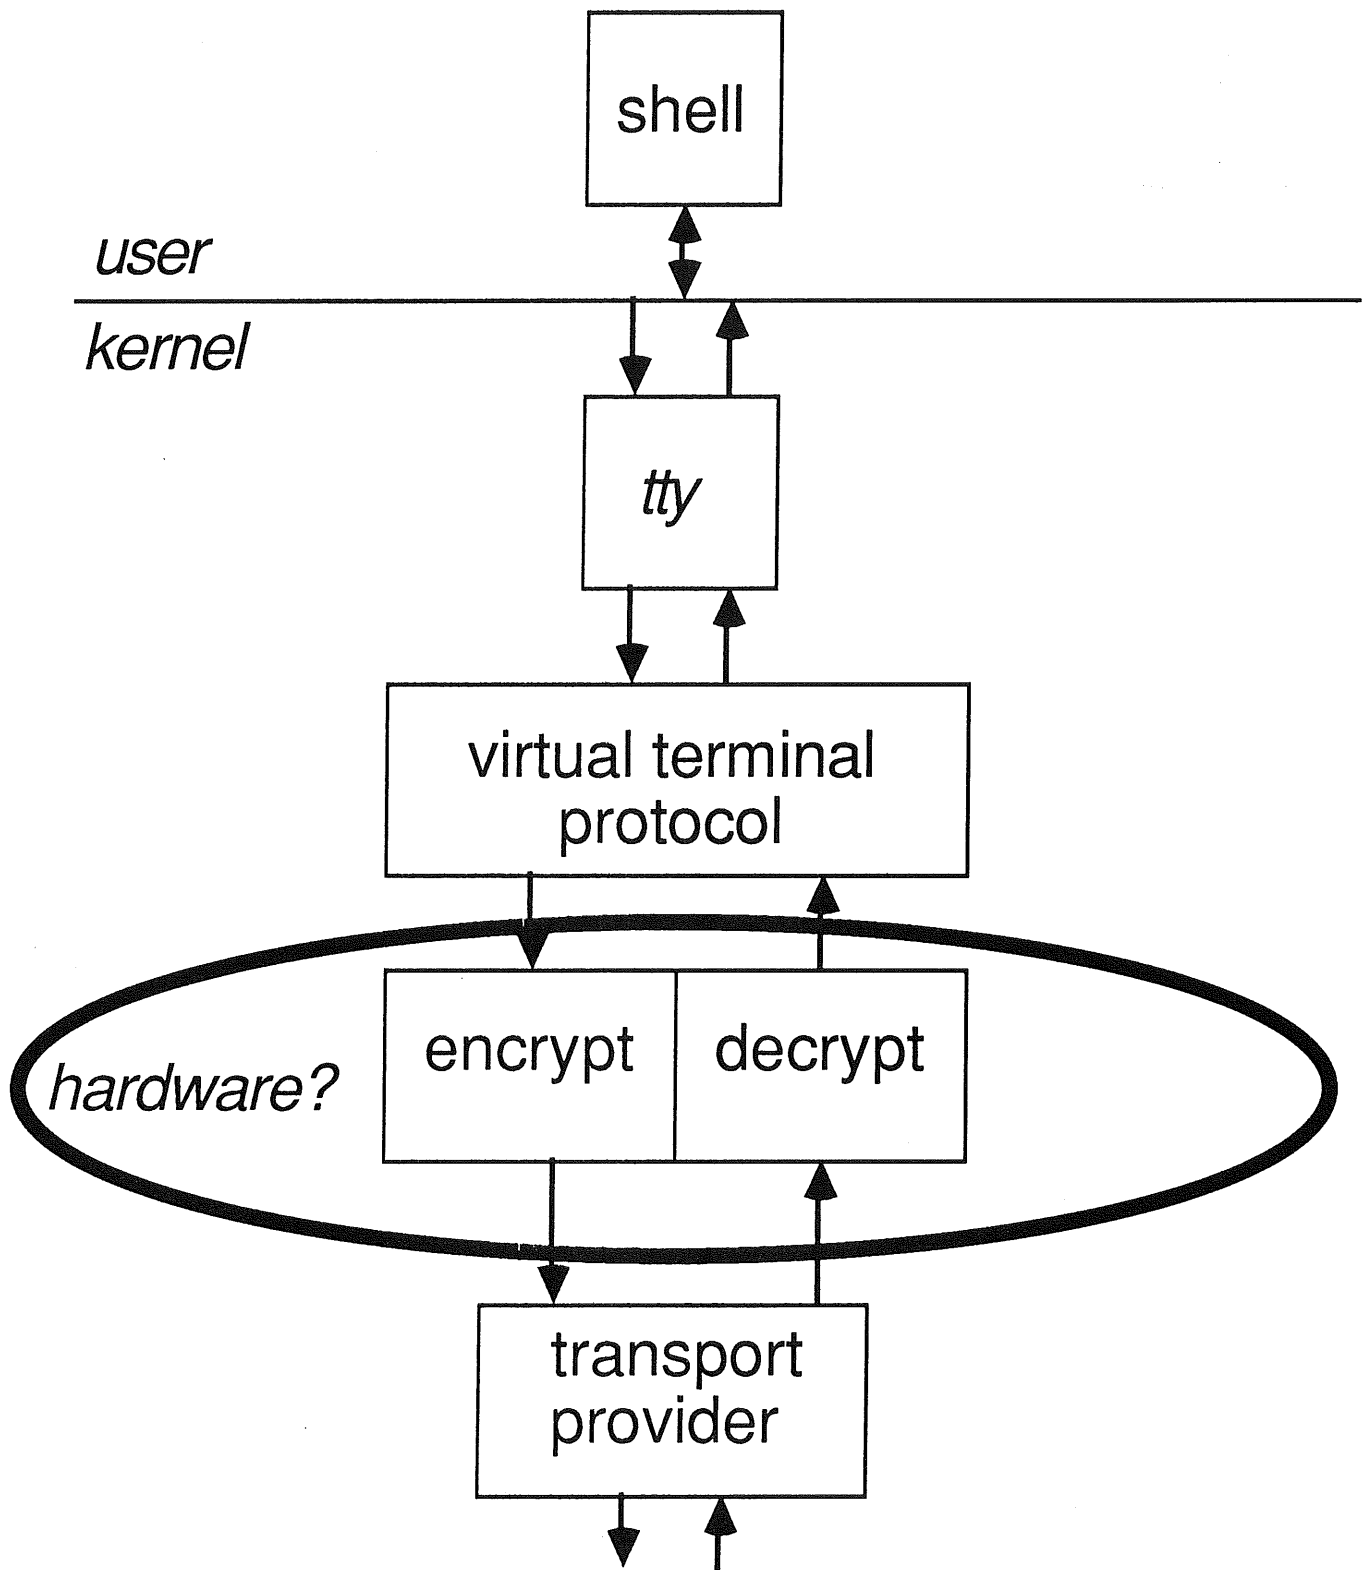 shell
user
kernel
tty
virtual terminal
protocol
encrypt
decrypt
hardware?
transport
provider